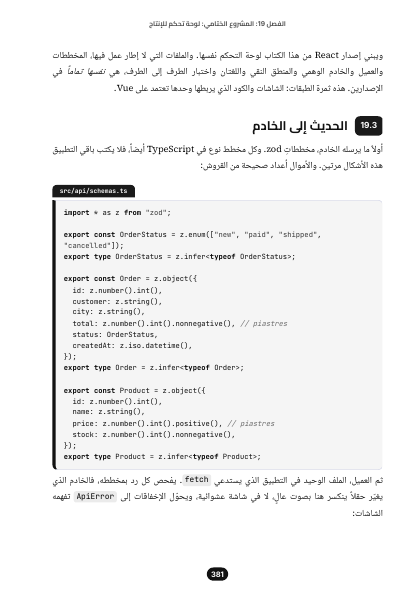 الفصل 19: المشروع الختامي: لوحة تحكم للإنتاج
ويبني إصدار React من هذا الكتاب لوحة التحكم نفسها. والملفات التي لا إطار عمل فيها، المخططات
والعميل والخادم الوهمي والمنطق النقي واللغتان واختبار الطرف إلى الطرف، هي نفسها تماماً في
الإصدارين. هذه ثمرة الطبقات: الشاشات والكود الذي يربطها وحدها تعتمد على Vue.
19.3 الحديث إلى الخادم
أولاً ما يرسله الخادم، مخططاتِ zod. وكل مخطط نوع في TypeScript أيضاً، فلا يكتب باقي التطبيق
هذه الأشكال مرتين. والأموال أعداد صحيحة من القروش:
src/api/schemas.ts
import * as z from "zod";
export const OrderStatus = z.enum(["new", "paid", "shipped",
"cancelled"]);
export type OrderStatus = z.infer<typeof OrderStatus>;
export const Order = z.object({
id: z.number().int(),
customer: z.string(),
city: z.string(),
total: z.number().int().nonnegative(), // piastres
status: OrderStatus,
createdAt: z.iso.datetime(),
});
export type Order = z.infer<typeof Order>;
export const Product = z.object({
id: z.number().int(),
name: z.string(),
price: z.number().int().positive(), // piastres
stock: z.number().int().nonnegative(),
});
export type Product = z.infer<typeof Product>;
ثم العميل، الملف الوحيد في التطبيق الذي يستدعي fetch. يفحص كل رد بمخططه، فالخادم الذي
يغيّر حقلاً ينكسر هنا بصوت عالٍ، لا في شاشة عشوائية، ويحوّل الإخفاقات إلى ApiError تفهمه
الشاشات:
381